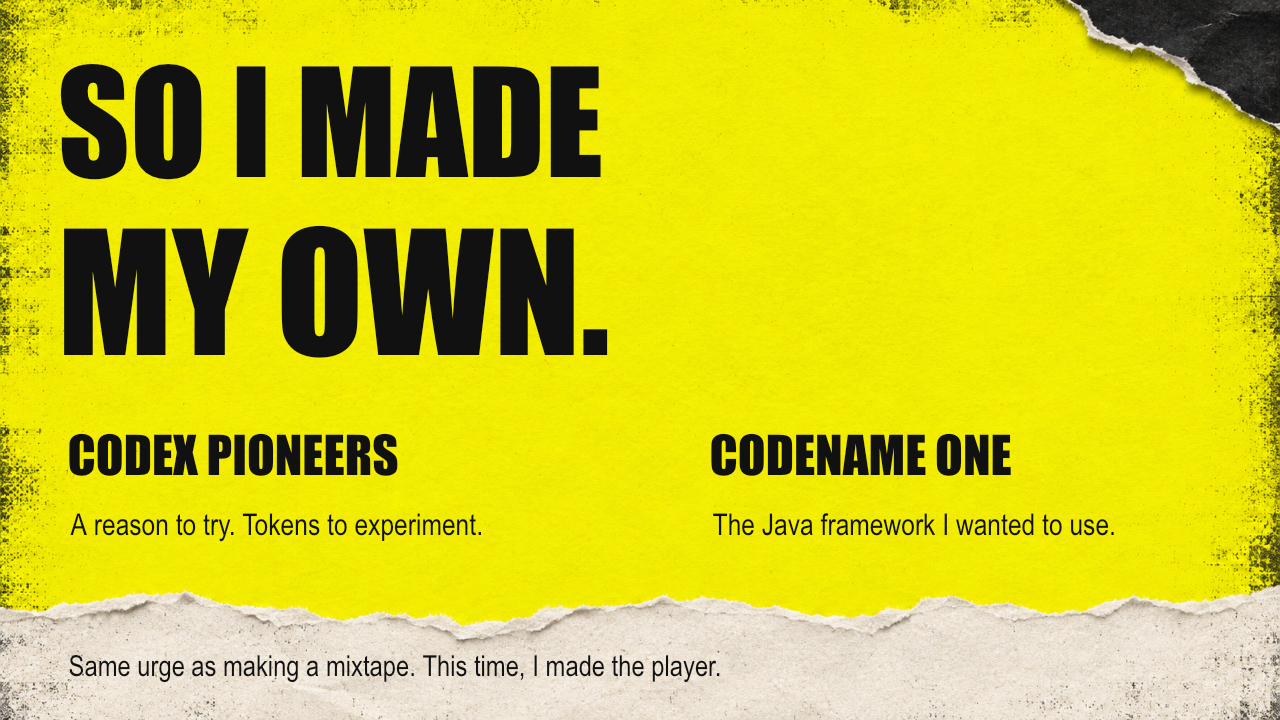 SO I MADE
MY OWN.
CODEX PIONEERS
A reason to try. Tokens to experiment.
CODENAME ONE
The Java framework I wanted to use.
Same urge as making a mixtape. This time, I made the player.